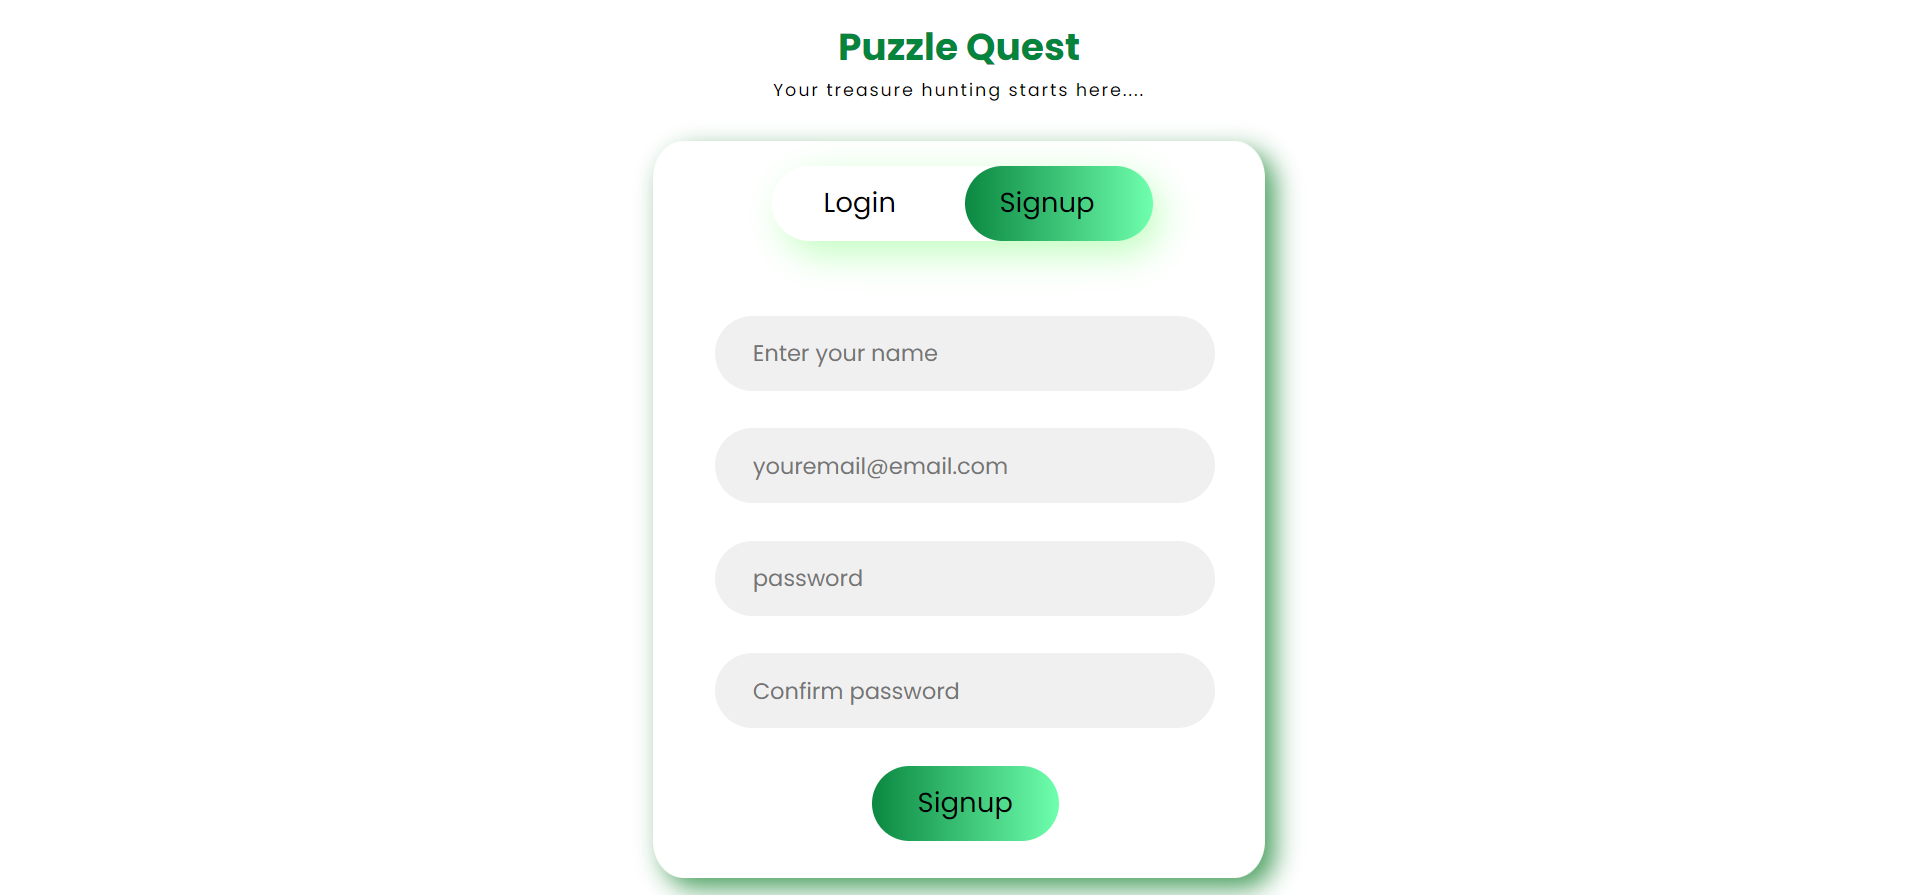 Puzzle Quest
Your treasure hunting starts here....
Login Signup
Enter your name
youremail@email.com
password
Confirm password
Signup